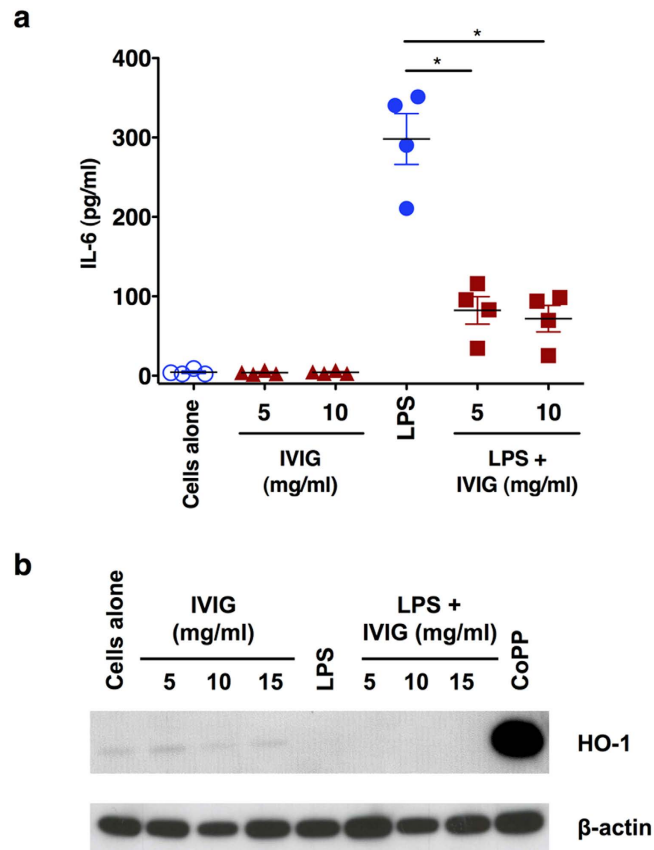 a
*
*
400
300
200
100
0
IL-6 (pg/ml)
Cells alone
5
10
LPS
5
10
IVIG
(mg/ml)
LPS +
IVIG (mg/ml)
b
Cells alone
IVIG
(mg/ml)
5
10
15
LPS
LPS +
IVIG (mg/ml)
5
10
15
CoPP
HO-1
β-actin